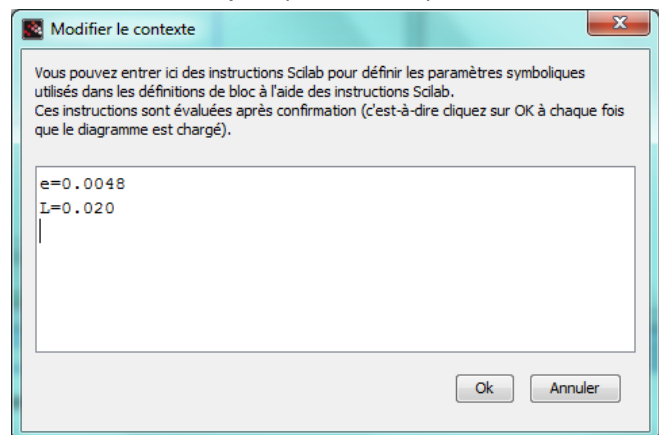 Modifier le contexte
Vous pouvez entrer ici des instructions Scilab pour définir les paramètres symboliques
utilisés dans les définitions de bloc à l'aide des instructions Scilab.
Ces instructions sont évaluées après confirmation (c'est-à-dire cliquez sur OK à chaque fois
que le diagramme est chargé).
e=0.0048
L=0.020
Ok Annuler